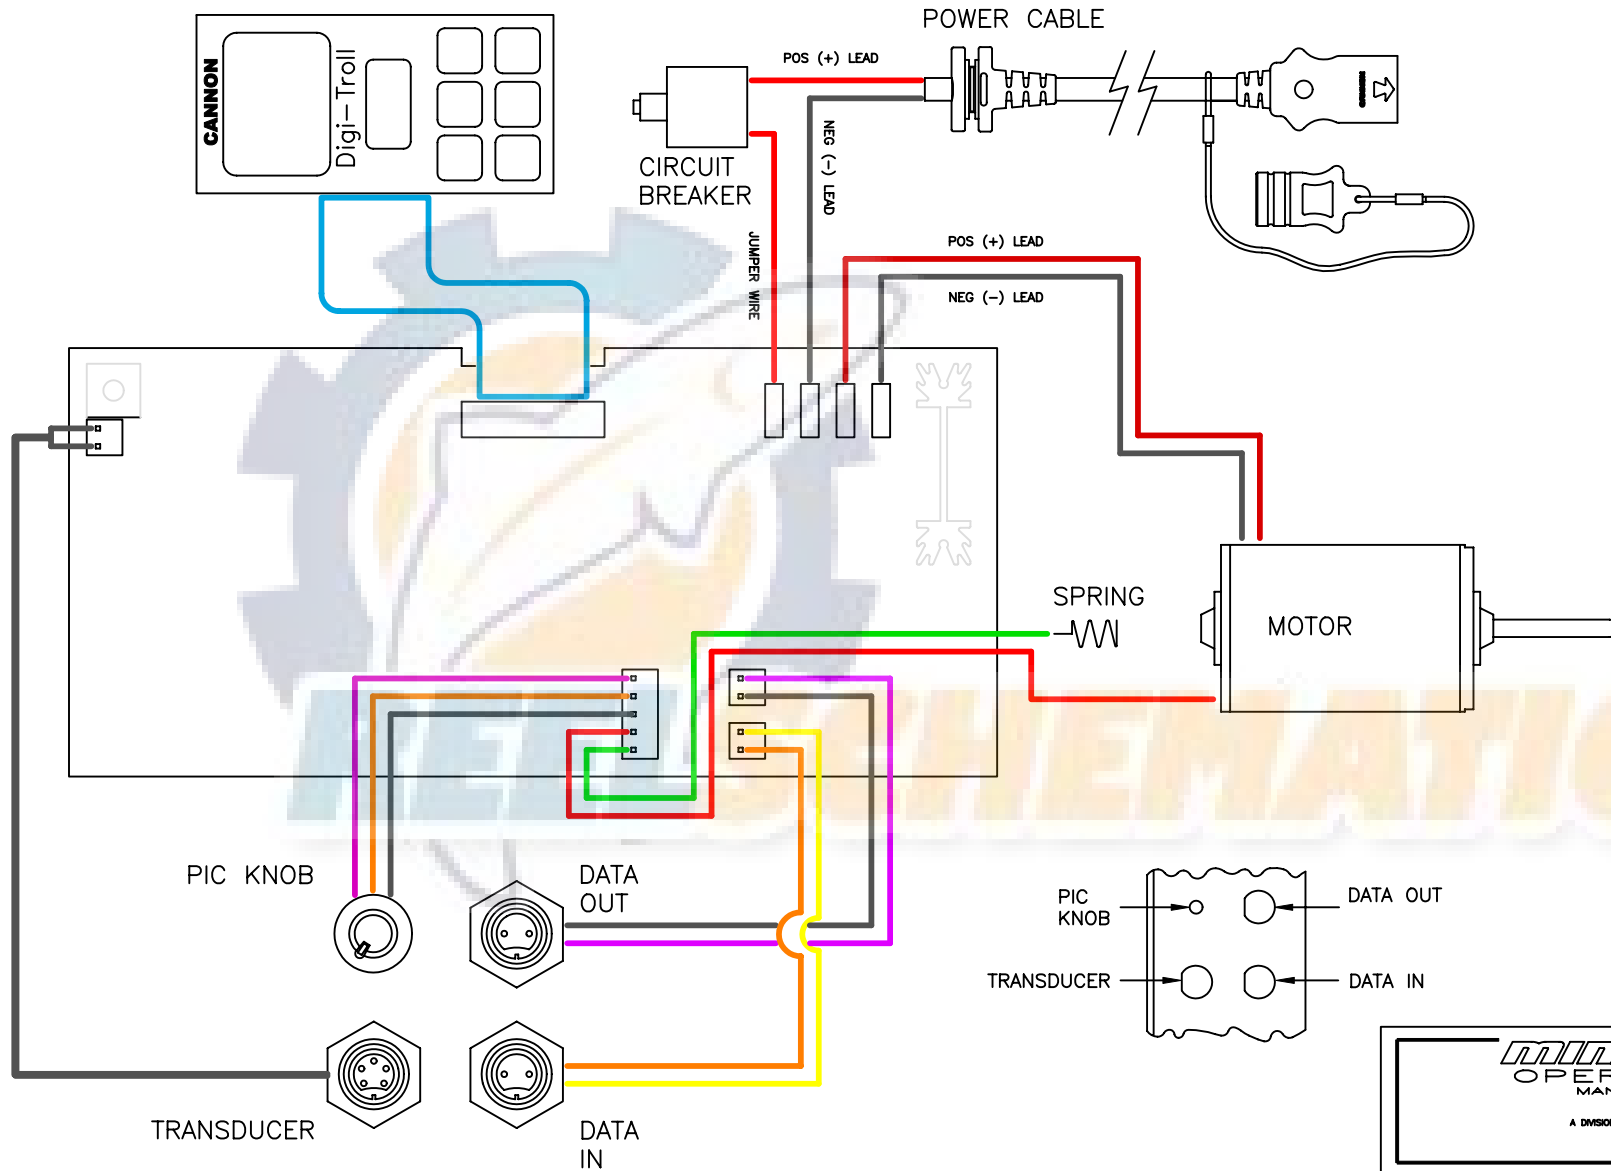 POWER CABLE
CANNON
Digi-Troll
POS (+) LEAD
CIRCUIT
BREAKER
NEG (-) LEAD
JUMPER WIRE
POS (+) LEAD
NEG (-) LEAD
SPRING
MOTOR
PIC KNOB
DATA
OUT
TRANSDUCER
DATA
IN
PIC
KNOB
DATA OUT
TRANSDUCER
DATA IN
A DIVISION